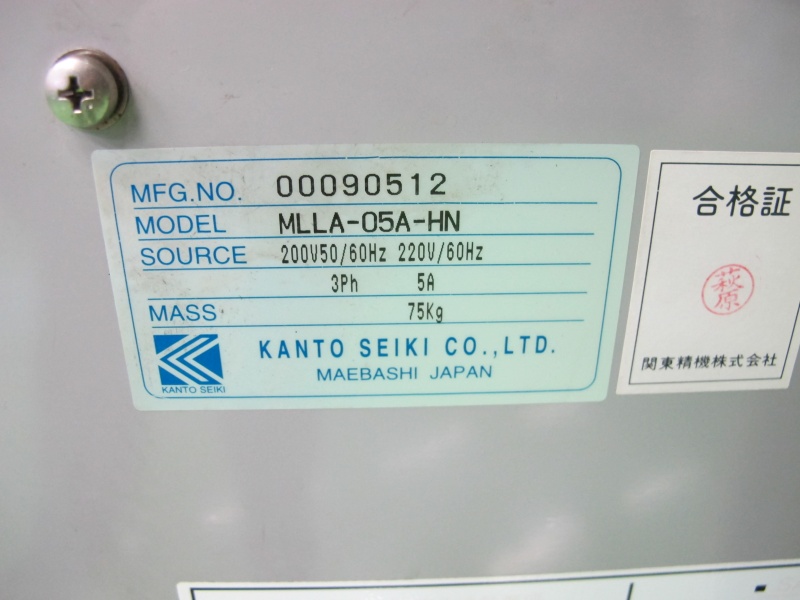 MFG.NO. 00090512
MODEL MLLA-05A-HN
SOURCE 200V50/60Hz 220V/60Hz
3Ph 5A
MASS 75Kg
KANTO SEIKI CO.,LTD.
MAEBASHI JAPAN
KANTO SEIKI
合格証
萩原
関東精機株式会社